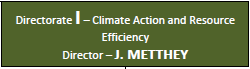 Directorate I – Climate Action and Resource
Efficiency
Director – J. METTHEY